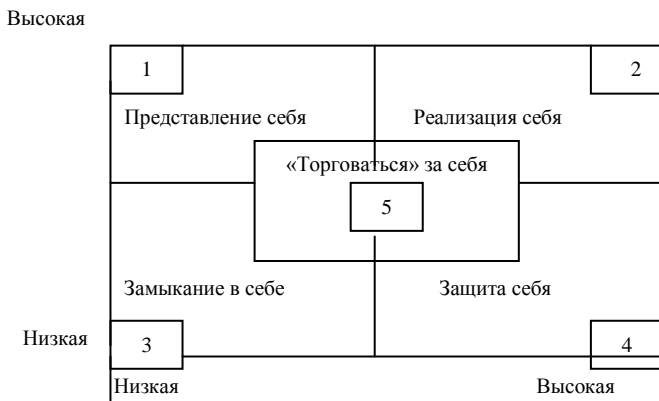 Высокая
1
2
Представление себя
Реализация себя
«Торговаться» за себя
5
Замыкание в себе
Защита себя
Низкая
3
4
Низкая
Высокая